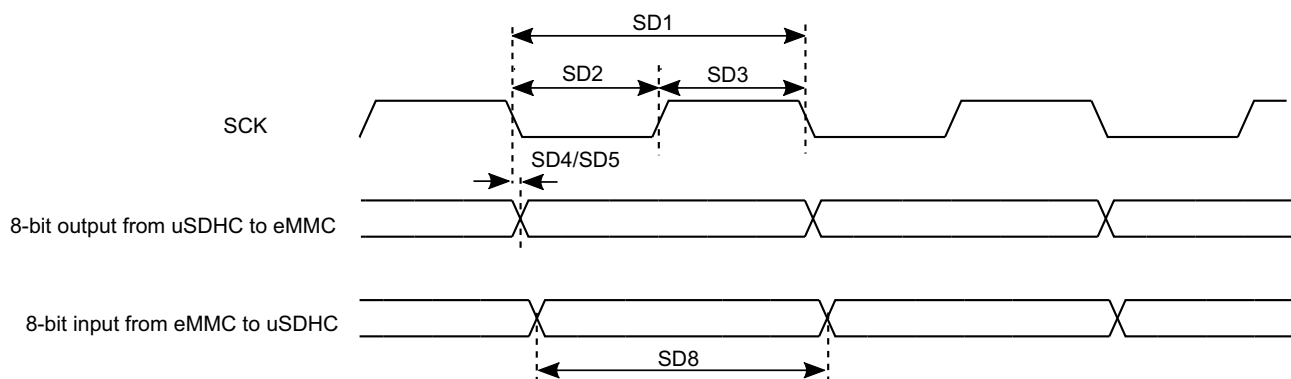 SD1
SD2
SD3
SCK
SD4/SD5
8-bit output from uSDHC to eMMC
8-bit input from eMMC to uSDHC
SD8